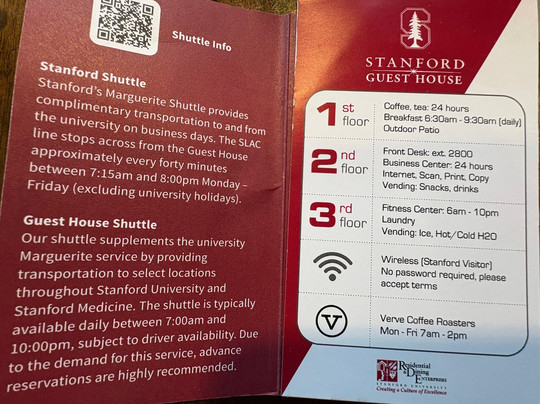 Shuttle Info
Stanford Shuttle
Stanford's Marguerite Shuttle provides
complimentary transportation to and from
the university on business days. The SLAC
line stops across from the Guest House
approximately every forty minutes
between 7:15am and 8:00pm Monday –
Friday (excluding university holidays).
Guest House Shuttle
Our shuttle supplements the university
Marguerite service by providing
transportation to select locations
throughout Stanford University and
Stanford Medicine. The shuttle is typically
available daily between 7:00am and
10:00pm, subject to driver availability. Due
to the demand for this service, advance
reservations are highly recommended.
STANFORD
GUEST HOUSE
1st floor
Coffee, tea: 24 hours
Breakfast 6:30am - 9:30am (daily)
Outdoor Patio
2nd floor
Front Desk: ext. 2800
Business Center: 24 hours
Internet, Scan, Print, Copy
Vending: Snacks, drinks
3rd floor
Fitness Center: 6am - 10pm
Laundry
Vending: Ice, Hot/Cold H2O
Wireless (Stanford Visitor)
No password required, please
accept terms
V
Verve Coffee Roasters
Mon - Fri 7am - 2pm
Residential
& Dining
Enterprises
STANFORD UNIVERSITY
Creating a Culture of Excellence